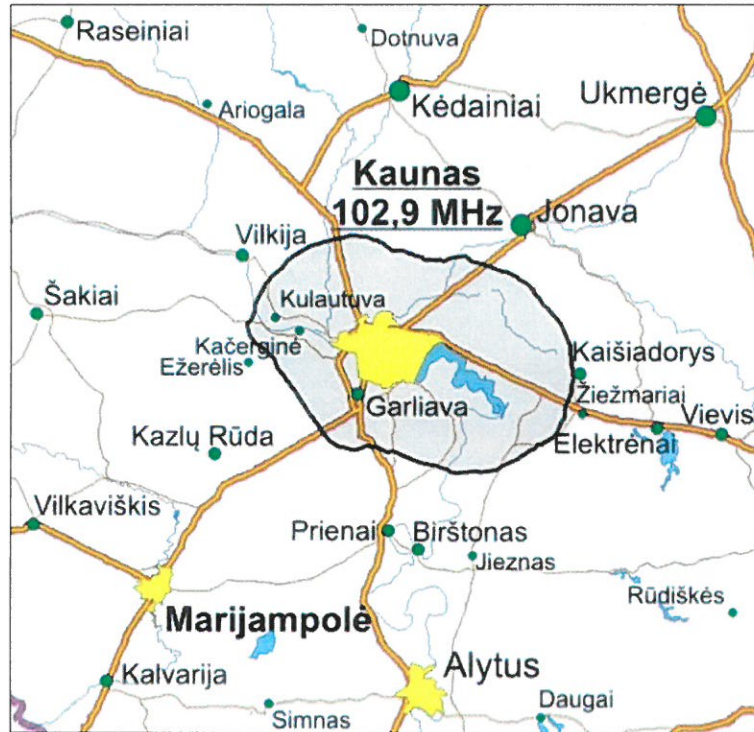 Raseiniai
Dotnuva
Ariogala
Kėdainiai
Ukmergė
Kaunas
102,9 MHz
Jonava
Vilkija
Šakiai
Kulautuva
Kačerginė
Ežerėlis
Kaišiadorys
Garliava
Žiežmariai
Vievis
Elektrėnai
Kazlų Rūda
Vilkaviškis
Prienai
Birštonas
Jieznas
Rūdiškės
Marijampolė
Alytus
Kalvarija
Simnas
Daugai